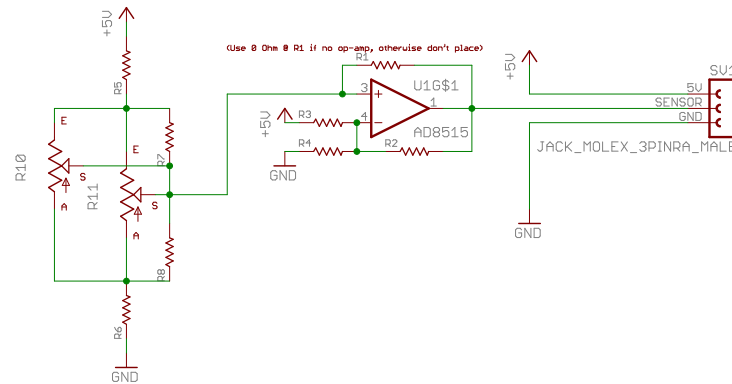 +5V
(Use 0 Ohm @ R1 if no op-amp, otherwise don't place)
R1
+5V
SV1
R5
3
U1G$1
5V
E
+5V
R3
1
SENSOR
4
GND
E
R7
AD8515
R10
R4
R2
JACK_MOLEX_3PINRA_MALE
S
GND
R11
A
S
A
GND
R8
R6
GND